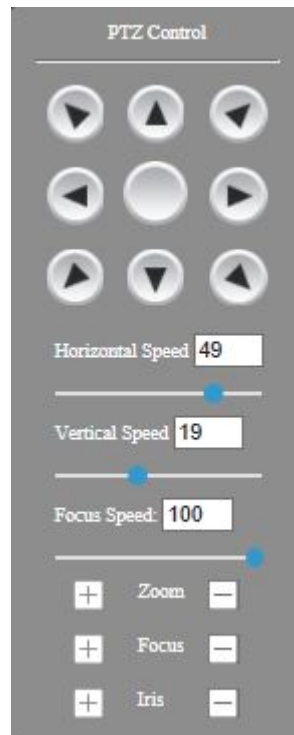 PTZ Control
Horizontal Speed 49
Vertical Speed 19
Focus Speed: 100
+ Zoom −
+ Focus −
+ Iris −